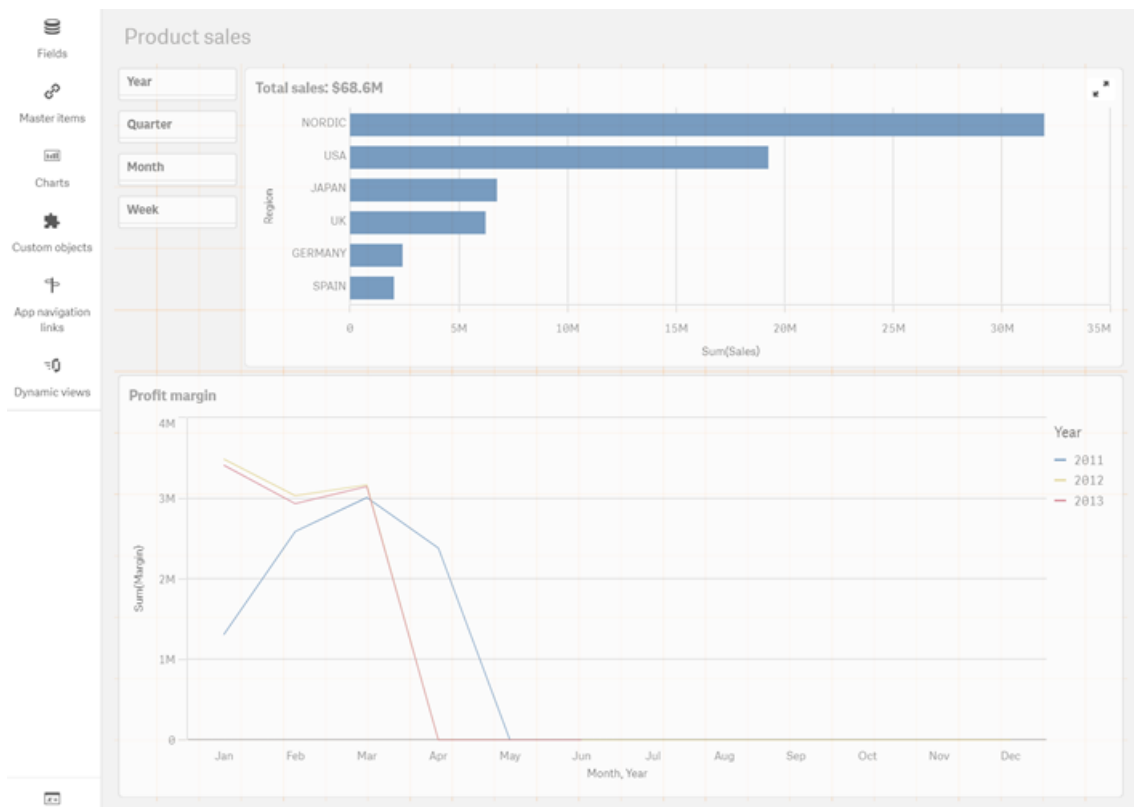 Fields
Master items
Charts
Custom objects
App navigation
links
Dynamic views
Product sales
Year
Quarter
Month
Week
Total sales: $68.6M
Region
NORDIC
USA
JAPAN
UK
GERMANY
SPAIN
0 5M 10M 15M 20M 25M 30M 35M
Sum(Sales)
Profit margin
Sum(Margin)
4M
3M
2M
1M
0
Jan Feb Mar Apr May Jun Jul Aug Sep Oct Nov Dec
Month, Year
Year
2011
2012
2013